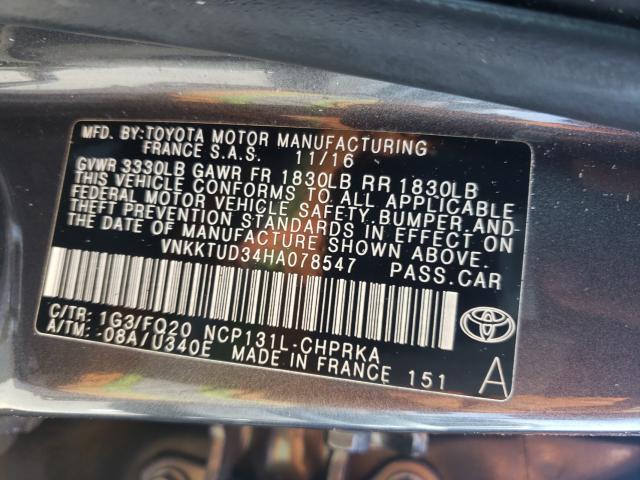 MFD. BY: TOYOTA MOTOR MANUFACTURING
FRANCE S.A.S. 11/16
GVWR 3330LB GAWR FR 1830LB RR 1830LB
THIS VEHICLE CONFORMS TO ALL APPLICABLE
FEDERAL MOTOR VEHICLE SAFETY, BUMPER, AND
THEFT PREVENTION STANDARDS IN EFFECT ON
THE DATE OF MANUFACTURE SHOWN ABOVE.
VNKKTUD34HA078547 PASS.CAR
C/TR: 1G3/FQ20 NCP131L-CHPRKA
A/TM: -08A/U340E MADE IN FRANCE 151
A